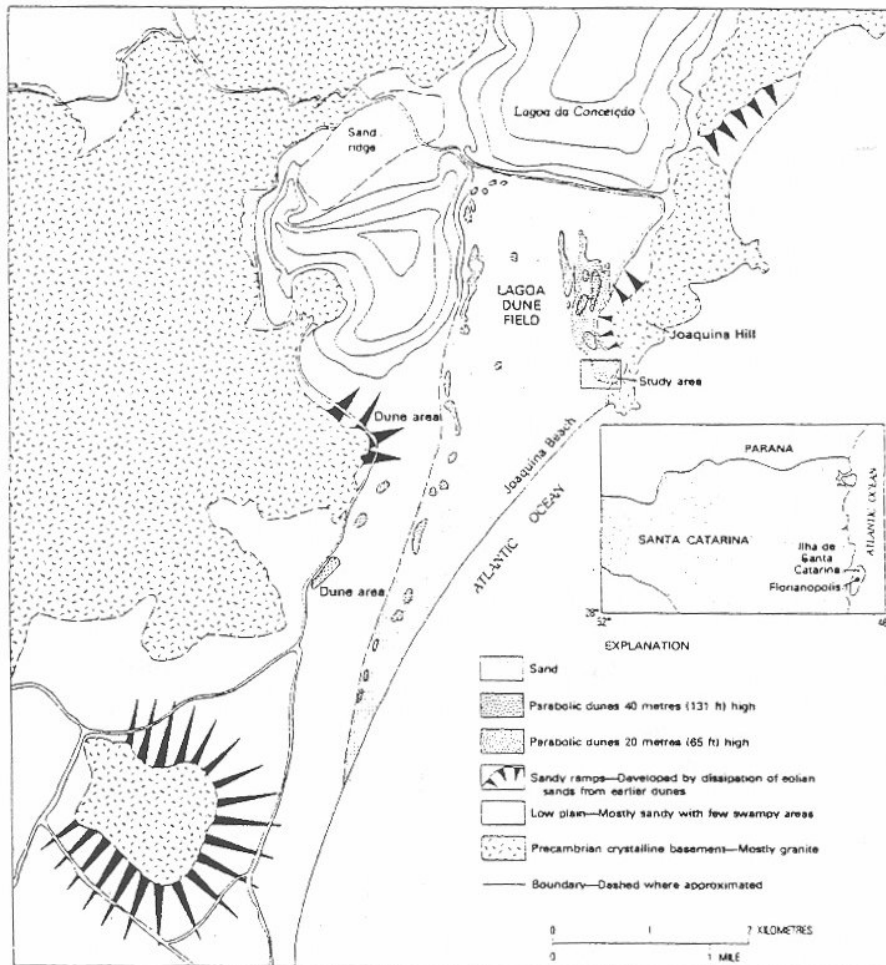 Lagoa da Conceição
Sand
ridge
LAGOA
DUNE
FIELD
Joaquina Hill
Study area
Dune area
Joaquina Beach
ATLANTIC OCEAN
Dune area
PARANA
SANTA CATARINA
ATLANTIC OCEAN
Ilha de
Santa
Catarina
Florianopolis
28°
52°
48
EXPLANATION
Sand
Parabolic dunes 40 metres (131 ft) high
Parabolic dunes 20 metres (65 ft) high
Sandy ramps—Developed by dissipation of eolian
sands from earlier dunes
Low plain—Mostly sandy with few swampy areas
Precambrian crystalline basement—Mostly granite
Boundary—Dashed where approximated
0 1 2 KILOMETRES
0 1 MILE